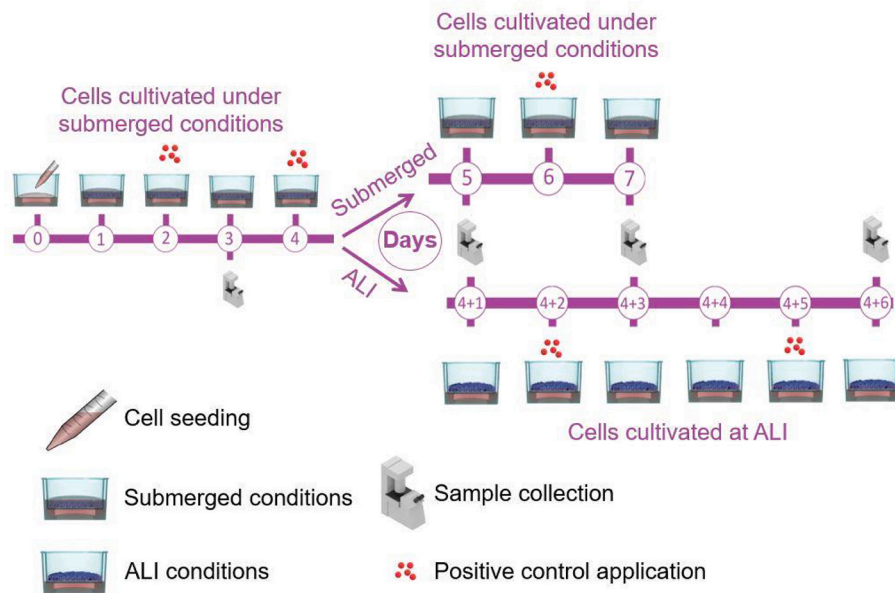 Cells cultivated under
submerged conditions
Cells cultivated under
submerged conditions
Submerged
5
6
7
0
1
2
3
4
Days
ALI
4+1
4+2
4+3
4+4
4+5
4+6
Cells cultivated at ALI
Cell seeding
Submerged conditions
Sample collection
ALI conditions
Positive control application